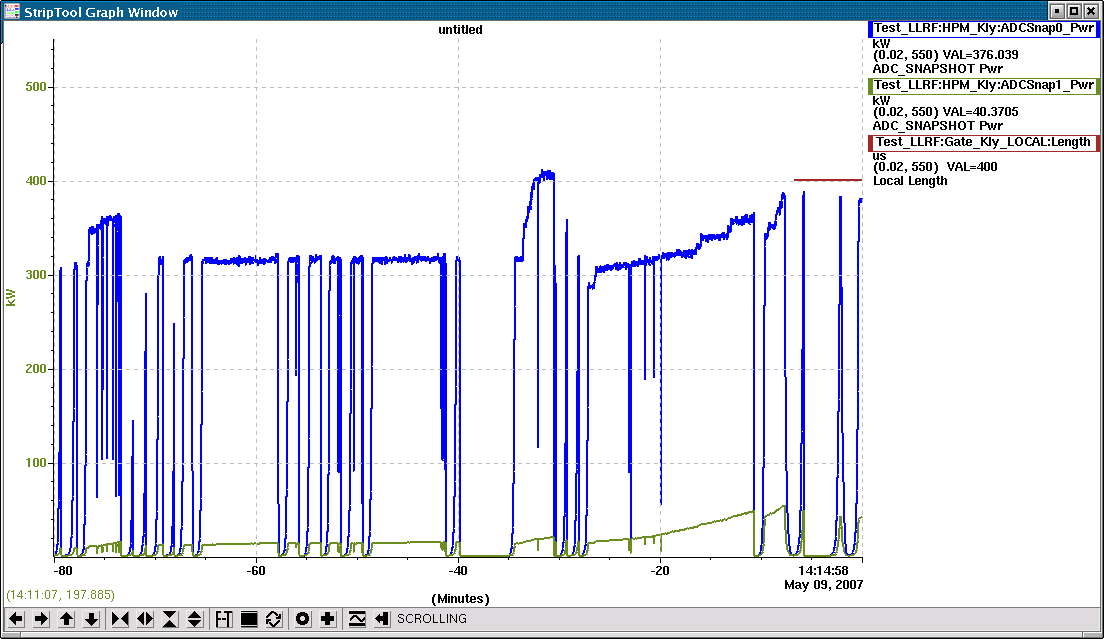 StripTool Graph Window
untitled
Test_LLRF:HPM_Kly:ADCSnap0_Pwr
kW
(0.02, 550) VAL=376.039
ADC_SNAPSHOT Pwr
Test_LLRF:HPM_Kly:ADCSnap1_Pwr
kW
(0.02, 550) VAL=40.3705
ADC_SNAPSHOT Pwr
Test_LLRF:Gate_Kly_LOCAL:Length
us
(0.02, 550) VAL=400
Local Length
500
400
300
200
100
kW
-80 -60 -40 -20 14:14:58
May 09, 2007
(Minutes)
(14:11:07, 197.885)
SCROLLING